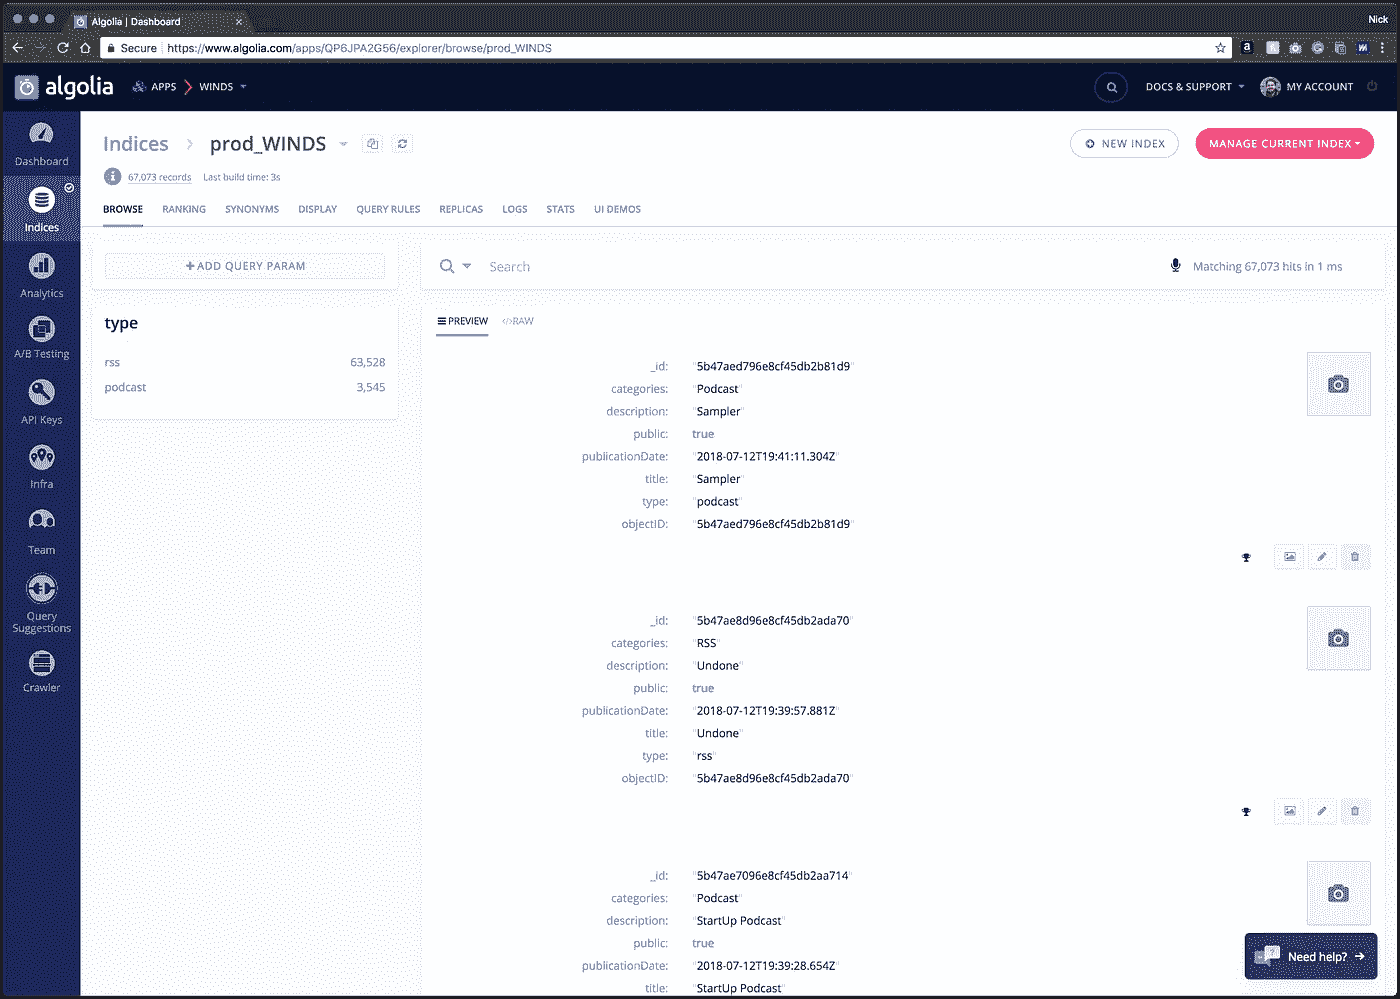 Algolia | Dashboard
Nick
Secure https://www.algolia.com/apps/QP6JPA2G56/explorer/browse/prod_WINDS
algolia APPS WINDS DOCS & SUPPORT MY ACCOUNT
Dashboard
Indices
Analytics
A/B Testing
API Keys
Infra
Team
Query
Suggestions
Crawler
Indices prod_WINDS NEW INDEX MANAGE CURRENT INDEX
67,073 records Last build time: 3s
BROWSE RANKING SYNONYMS DISPLAY QUERY RULES REPLICAS LOGS STATS UI DEMOS
+ ADD QUERY PARAM
type
rss 63,528
podcast 3,545
Search Matching 67,073 hits in 1 ms
PREVIEW </>RAW
_id: "5b47aed796e8cf45db2b81d9"
categories: "Podcast"
description: "Sampler"
public: true
publicationDate: "2018-07-12T19:41:11.304Z"
title: "Sampler"
type: "podcast"
objectID: "5b47aed796e8cf45db2b81d9"
_id: "5b47ae8d96e8cf45db2ada70"
categories: "RSS"
description: "Undone"
public: true
publicationDate: "2018-07-12T19:39:57.881Z"
title: "Undone"
type: "rss"
objectID: "5b47ae8d96e8cf45db2ada70"
_id: "5b47ae7096e8cf45db2aa714"
categories: "Podcast"
description: "StartUp Podcast"
public: true
publicationDate: "2018-07-12T19:39:28.654Z"
title: "StartUp Podcast"
Need help?